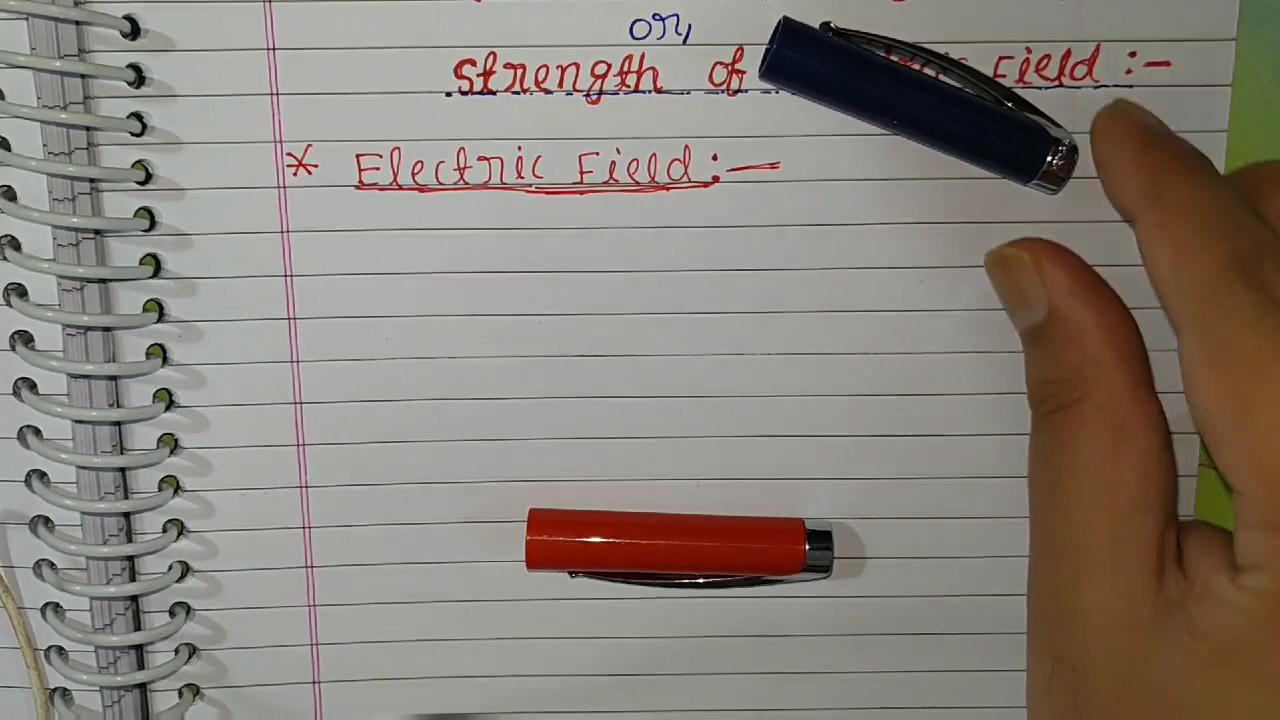 or,
Strength of Field :-
* Electric Field :-